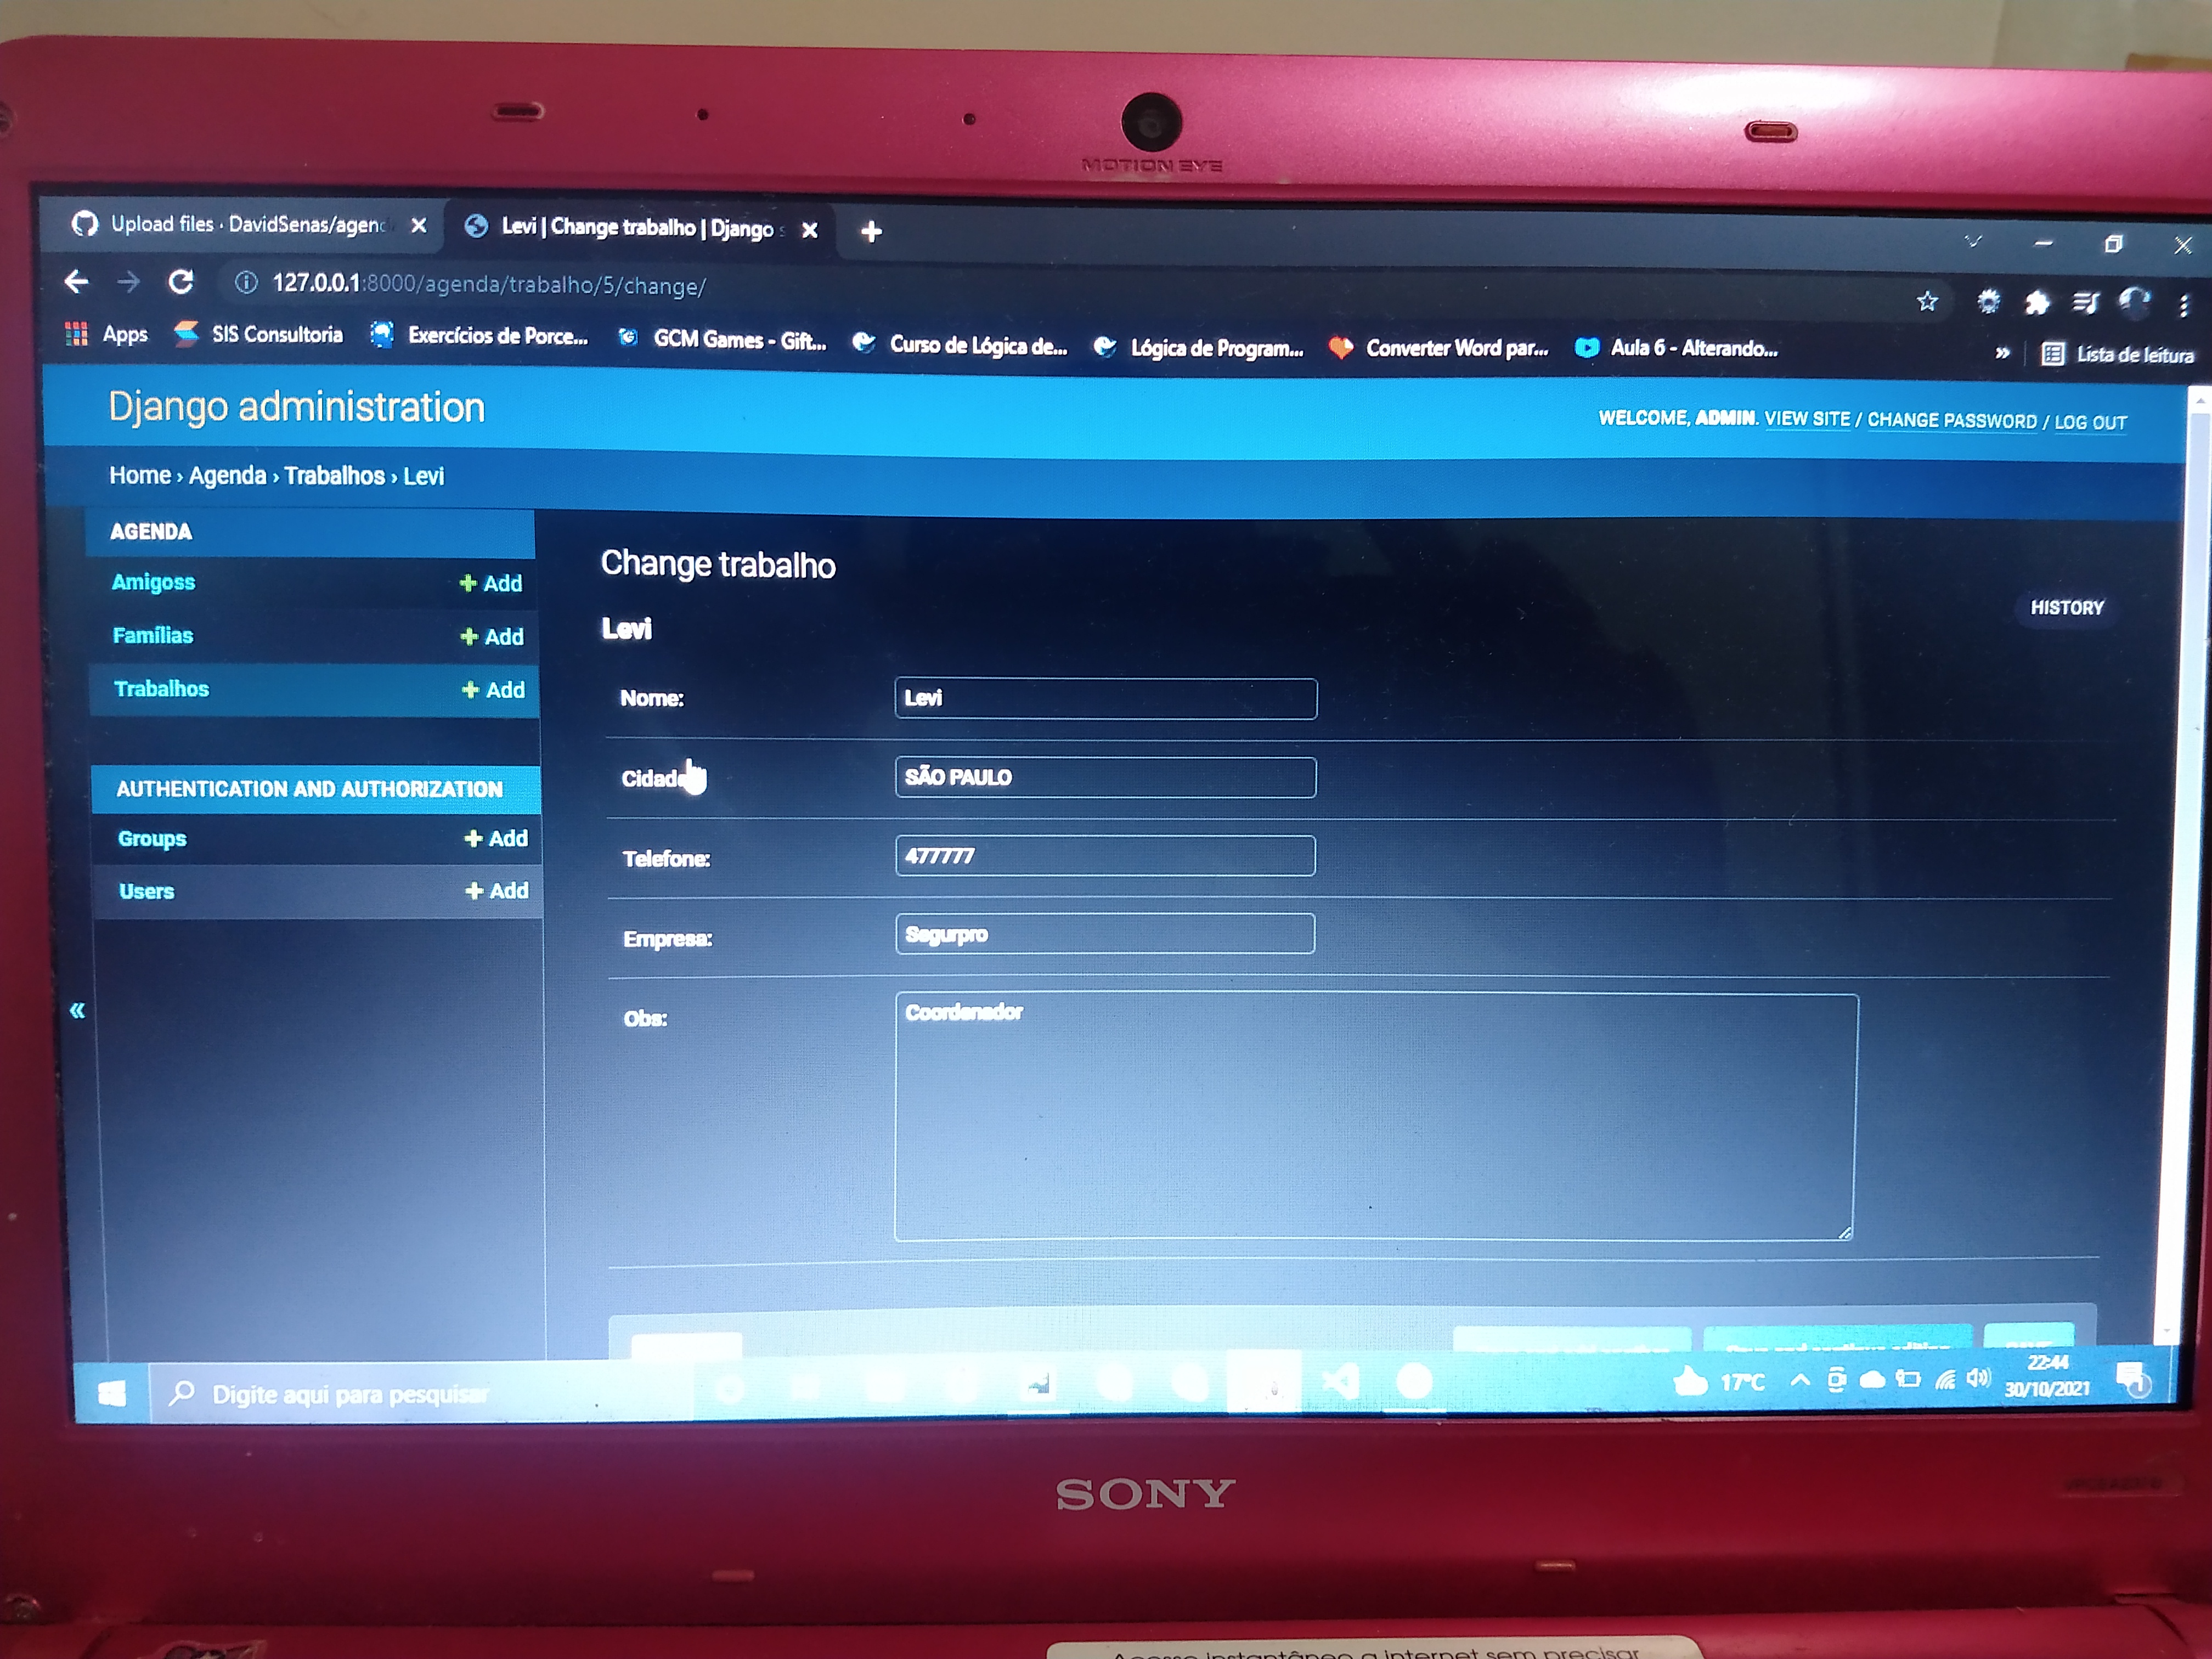 MOTION EYE
Upload files · DavidSenas/agend
Levi | Change trabalho | Django s
127.0.0.1:8000/agenda/trabalho/5/change/
Apps SIS Consultoria Exercícios de Porce... GCM Games - Gift... Curso de Lógica de... Lógica de Program... Converter Word par... Aula 6 - Alterando... » Lista de leitura
Django administration
WELCOME, ADMIN. VIEW SITE / CHANGE PASSWORD / LOG OUT
Home › Agenda › Trabalhos › Levi
AGENDA
Amigoss + Add
Famílias + Add
Trabalhos + Add
AUTHENTICATION AND AUTHORIZATION
Groups + Add
Users + Add
«
Change trabalho
HISTORY
Levi
Nome: Levi
Cidade SÃO PAULO
Telefone: 477777
Empresa: Segurpro
Obs: Coordenador
Digite aqui para pesquisar
17°C
22:44
30/10/2021
1
SONY
Acesso instantâneo a internet sem precisar